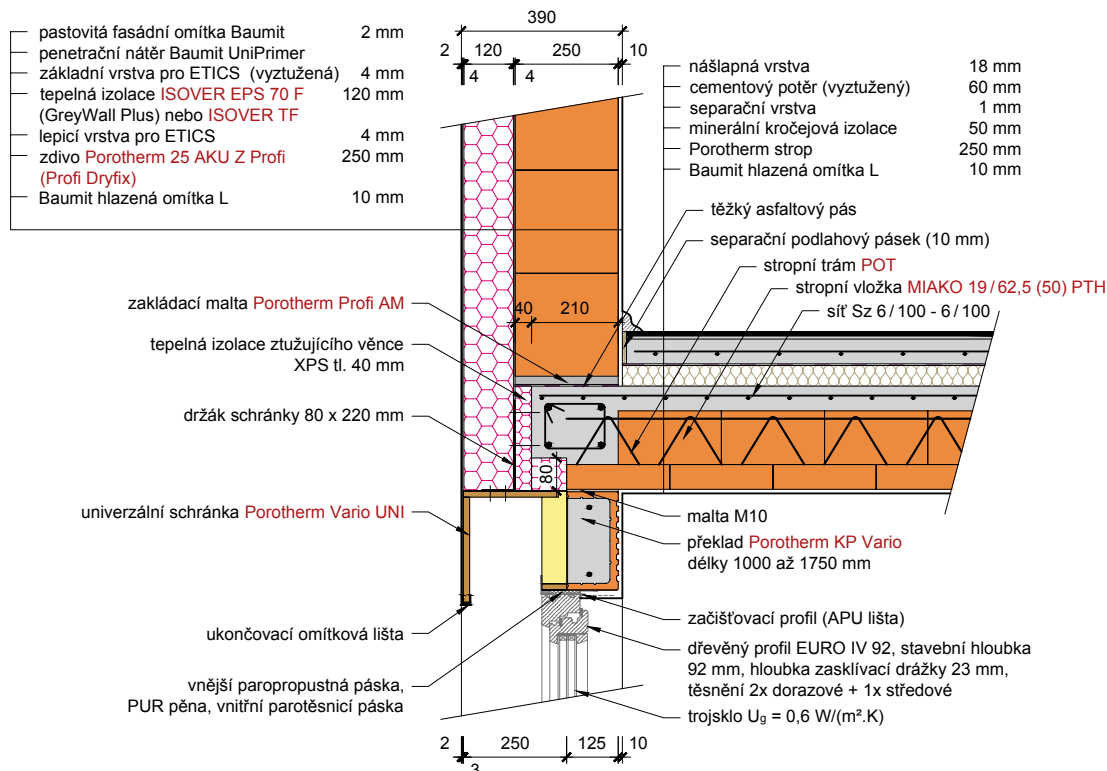 pastovitá fasádní omítka Baumit 2 mm
penetrační nátěr Baumit UniPrimer
základní vrstva pro ETICS (vyztužená) 4 mm
tepelná izolace ISOVER EPS 70 F 120 mm
(GreyWall Plus) nebo ISOVER TF
lepicí vrstva pro ETICS 4 mm
zdivo Porotherm 25 AKU Z Profi 250 mm
(Profi Dryfix)
Baumit hlazená omítka L 10 mm
390
2 120 250 10
4 4
nášlapná vrstva 18 mm
cementový potěr (vyztužený) 60 mm
separační vrstva 1 mm
minerální kročejová izolace 50 mm
Porotherm strop 250 mm
Baumit hlazená omítka L 10 mm
těžký asfaltový pás
separační podlahový pásek (10 mm)
stropní trám POT
stropní vložka MIAKO 19/62,5 (50) PTH
síť Sz 6/100 - 6/100
zakládací malta Porotherm Profi AM
40 210
tepelná izolace ztužujícího věnce
XPS tl. 40 mm
držák schránky 80 x 220 mm
80
univerzální schránka Porotherm Vario UNI
malta M10
překlad Porotherm KP Vario
délky 1000 až 1750 mm
ukončovací omítková lišta
začišťovací profil (APU lišta)
dřevěný profil EURO IV 92, stavební hloubka
92 mm, hloubka zasklívací drážky 23 mm,
těsnění 2x dorazové + 1x středové
vnější paropropustná páska,
PUR pěna, vnitřní parotěsnicí páska
trojsklo Ug = 0,6 W/(m².K)
2 250 125 10
3